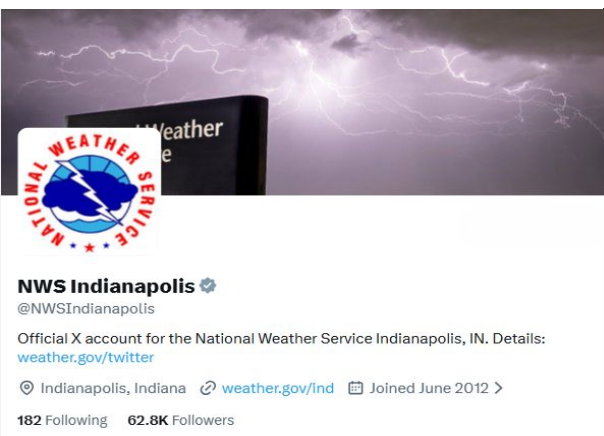 Weather
e
NATIONAL WEATHER SERVICE
NWS Indianapolis
@NWSIndianapolis
Official X account for the National Weather Service Indianapolis, IN. Details:
weather.gov/twitter
Indianapolis, Indiana weather.gov/ind Joined June 2012
182 Following 62.8K Followers